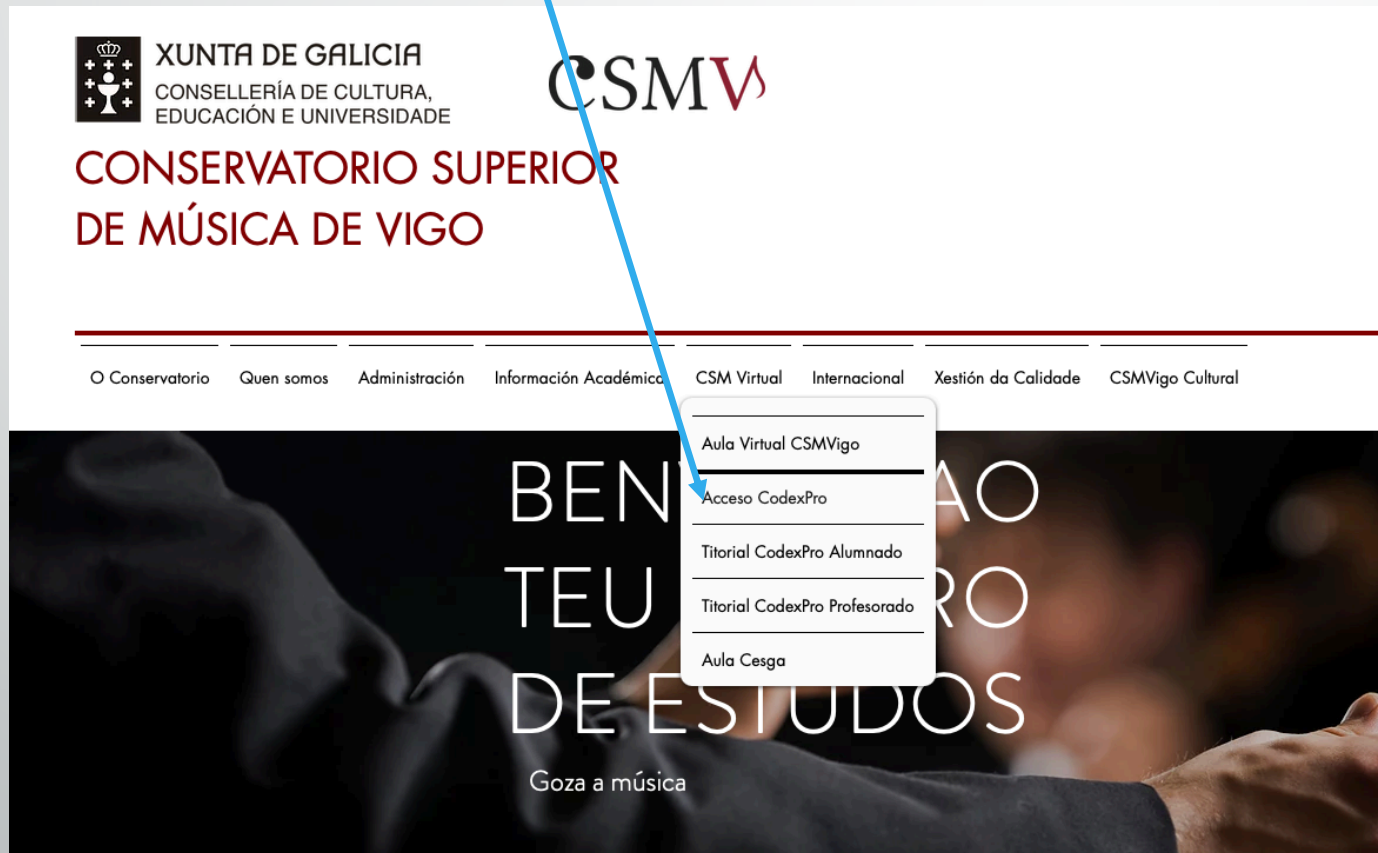 XUNTA DE GALICIA
CONSELLERÍA DE CULTURA,
EDUCACIÓN E UNIVERSIDADE
CSMV
CONSERVATORIO SUPERIOR
DE MÚSICA DE VIGO
O Conservatorio Quen somos Administración Información Académica CSM Virtual Internacional Xestión da Calidade CSMVigo Cultural
Aula Virtual CSMVigo
Acceso CodexPro
Titorial CodexPro Alumnado
Titorial CodexPro Profesorado
Aula Cesga
BEN AO
TEU RO
DE ESTUDOS
Goza a música